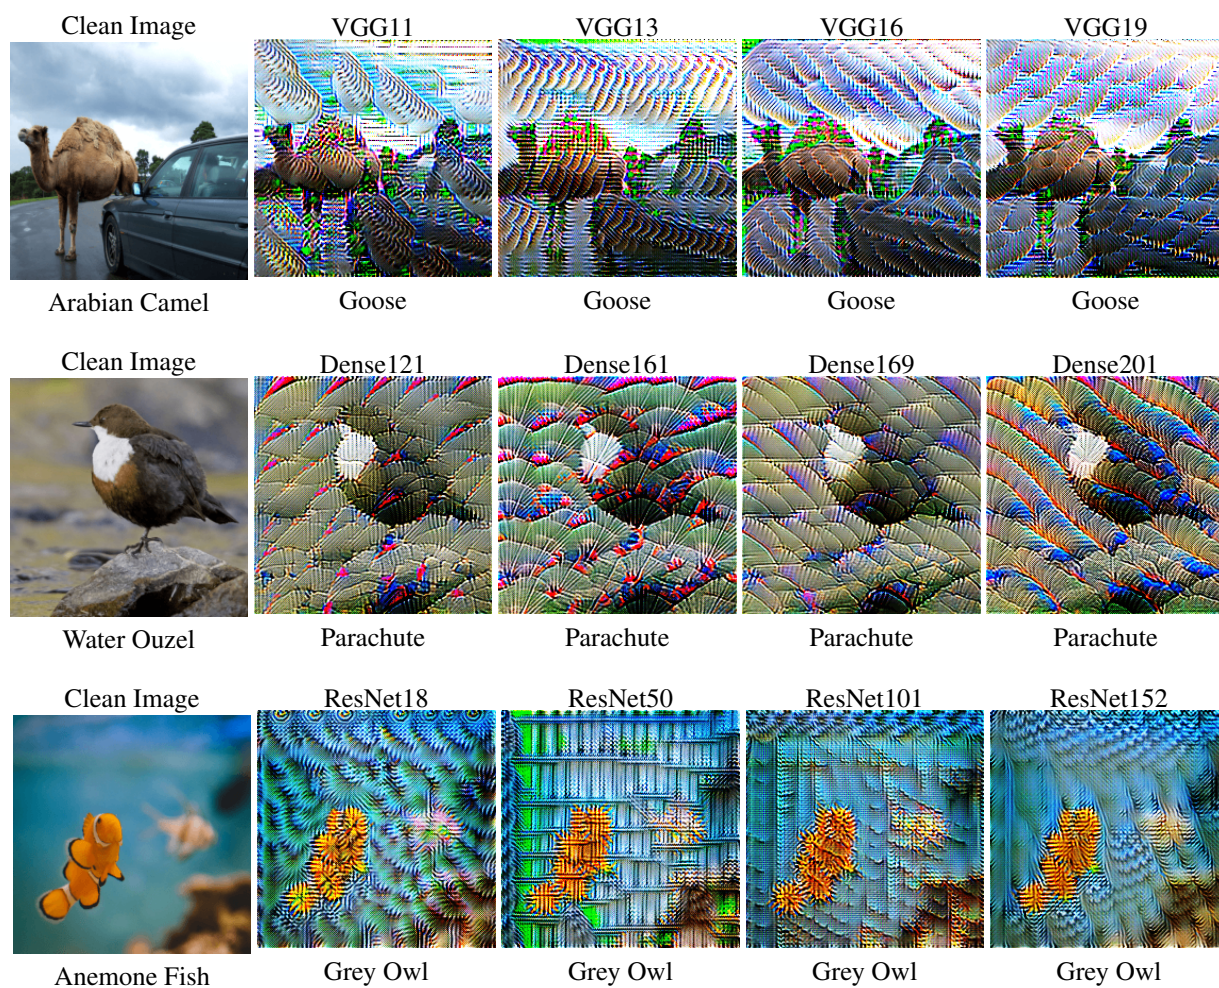 Clean Image VGG11 VGG13 VGG16 VGG19
Arabian Camel Goose Goose Goose Goose
Clean Image Dense121 Dense161 Dense169 Dense201
Water Ouzel Parachute Parachute Parachute Parachute
Clean Image ResNet18 ResNet50 ResNet101 ResNet152
Anemone Fish Grey Owl Grey Owl Grey Owl Grey Owl